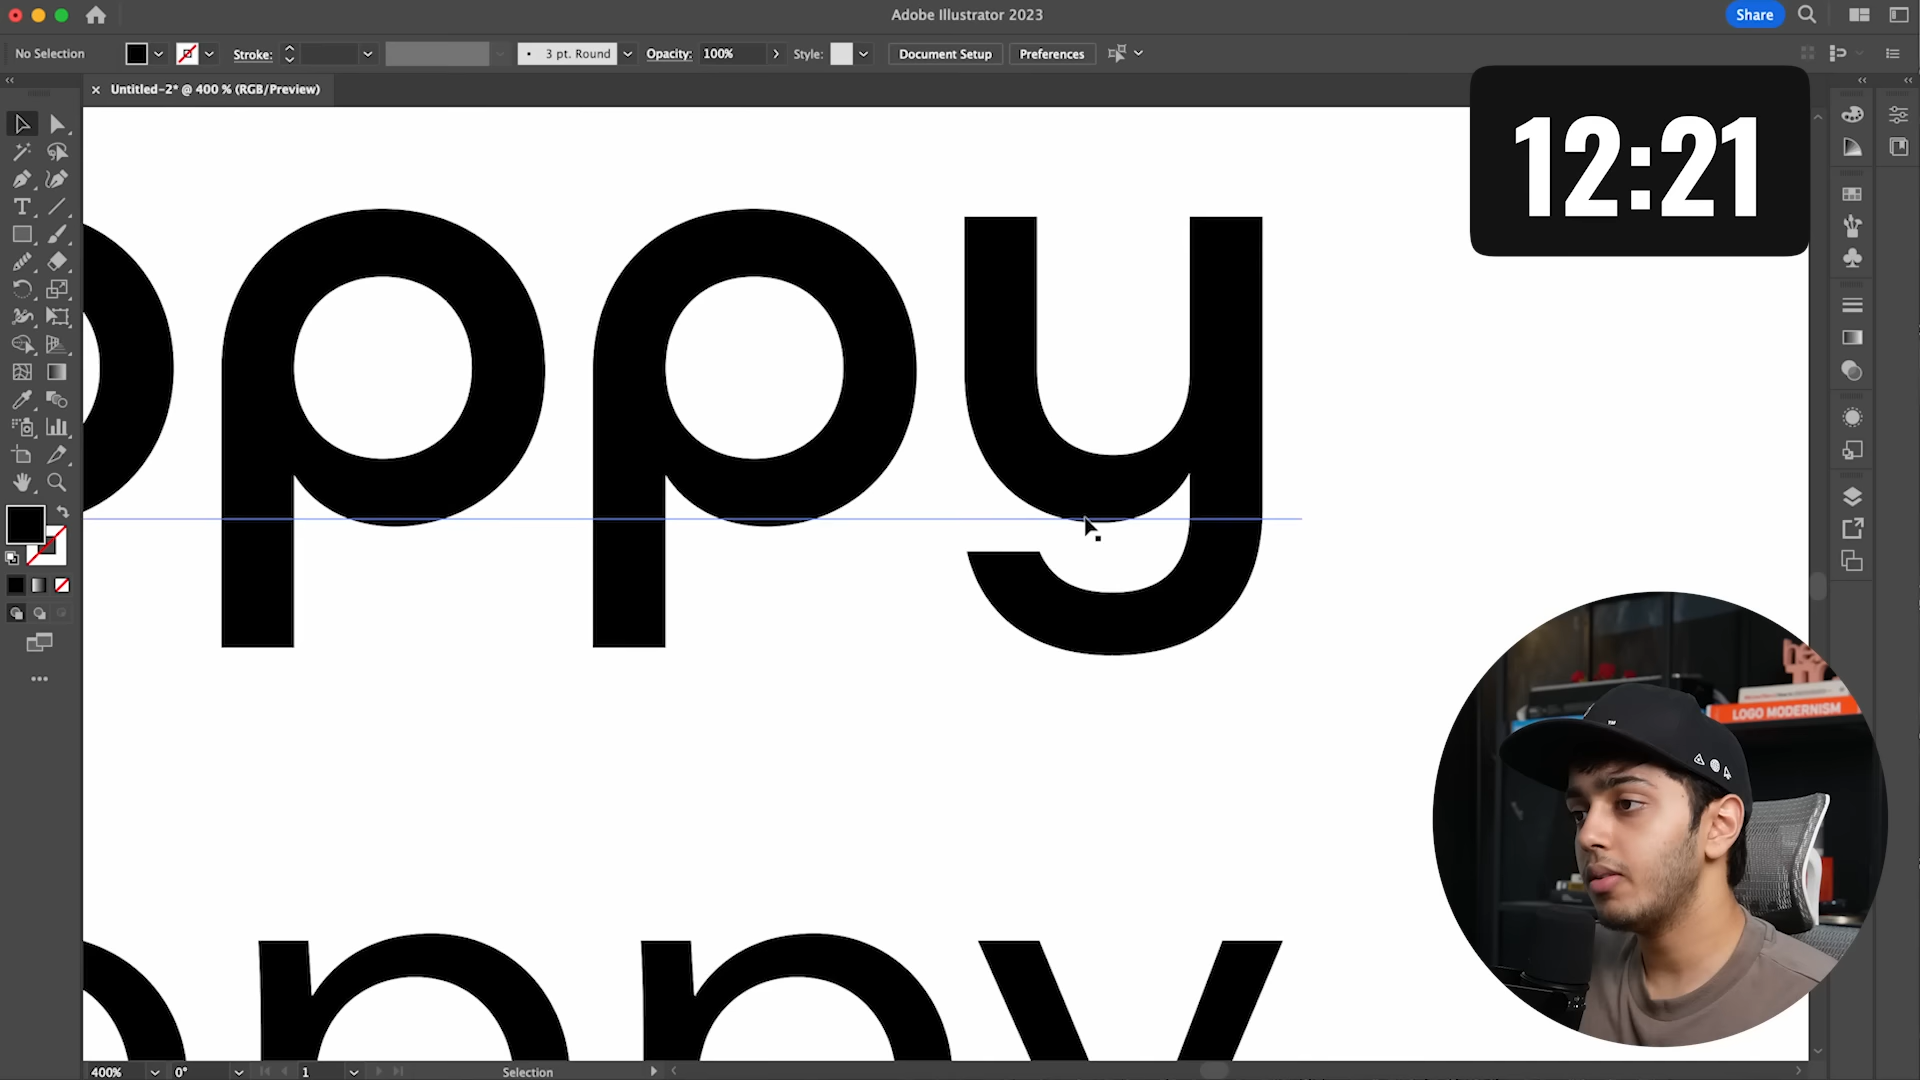 Adobe Illustrator 2023
Share
No Selection
Stroke:
3 pt. Round
Opacity:
100%
Style:
Document Setup
Preferences
Untitled-2* @ 400 % (RGB/Preview)
12:21
ppy
LOGO MODERNISM
400%
0°
1
Selection